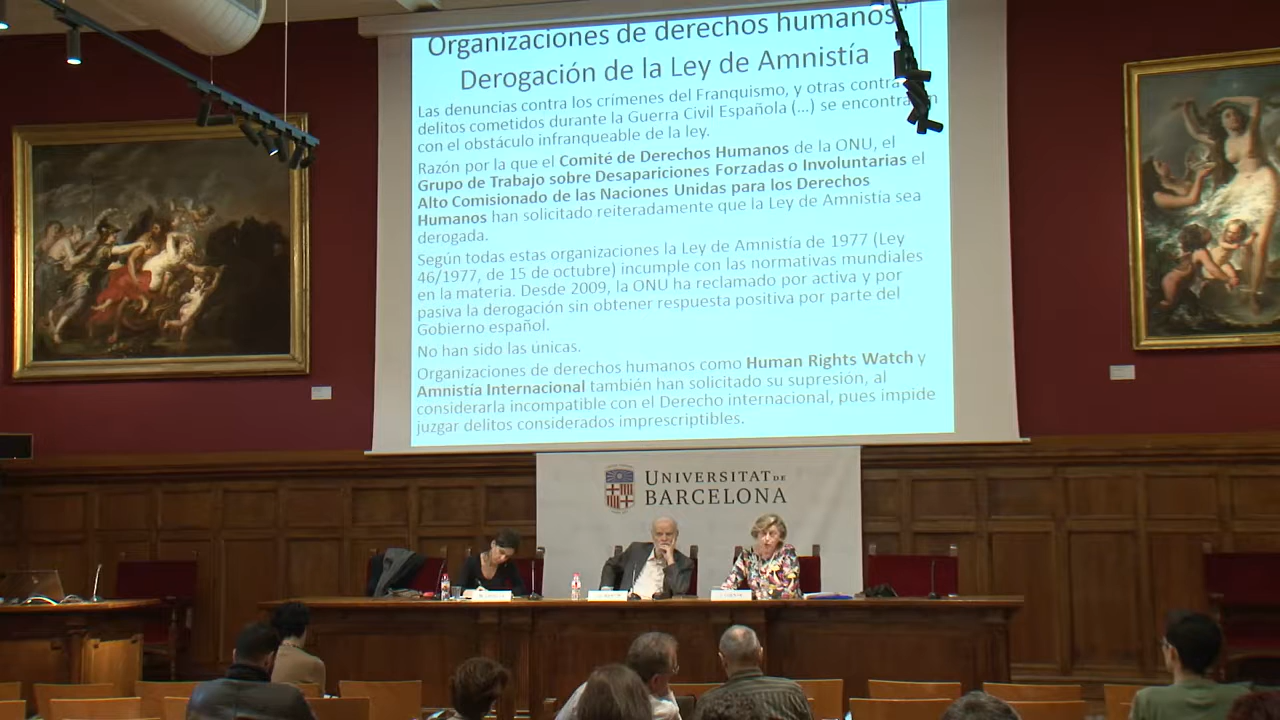 Organizaciones de derechos humanos:
Derogación de la Ley de Amnistía
Las denuncias contra los crímenes del Franquismo, y otras contra
delitos cometidos durante la Guerra Civil Española (...) se
con el obstáculo infranqueable de la ley.
Razón por la que el Comité de Derechos Humanos de la ONU, el
Grupo de Trabajo sobre Desapariciones Forzadas o Involuntarias el
Alto Comisionado de las Naciones Unidas para los Derechos
Humanos han solicitado reiteradamente que la Ley de Amnistía sea
derogada.
Según todas estas organizaciones la Ley de Amnistía de 1977 (Ley
46/1977, de 15 de octubre) incumple con las normativas mundiales
en la materia. Desde 2009, la ONU ha reclamado por activa y por
pasiva la derogación sin obtener respuesta positiva por parte del
Gobierno español.
No han sido las únicas.
Organizaciones de derechos humanos como Human Rights Watch y
Amnistía Internacional también han solicitado su supresión, al
considerarla incompatible con el Derecho internacional, pues impide
juzgar delitos considerados imprescriptibles.
UNIVERSITAT DE
BARCELONA